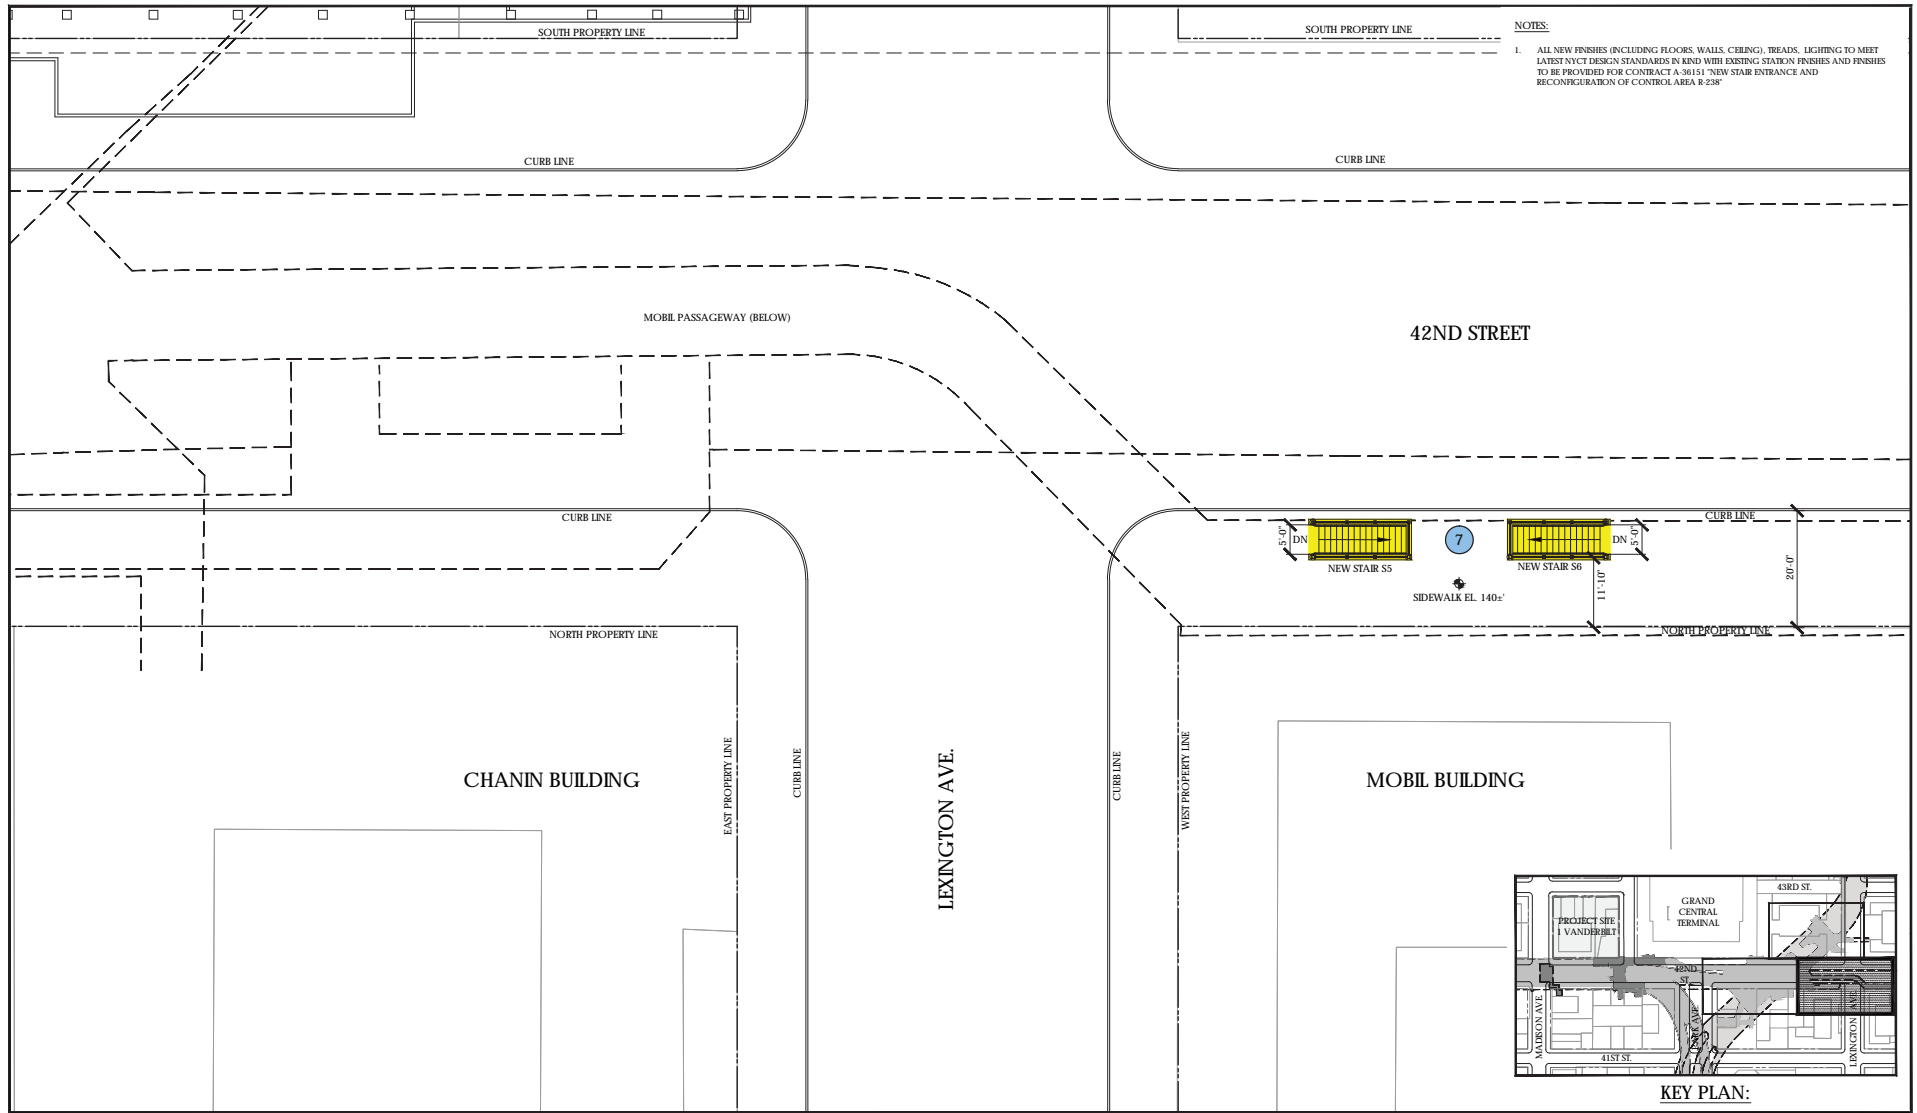 SOUTH PROPERTY LINE
SOUTH PROPERTY LINE
NOTES:
1. ALL NEW FINISHES (INCLUDING FLOORS, WALLS, CEILING), TREADS, LIGHTING TO MEET
LATEST NYCT DESIGN STANDARDS IN KIND WITH EXISTING STATION FINISHES AND FINISHES
TO BE PROVIDED FOR CONTRACT A-36151 "NEW STAIR ENTRANCE AND
RECONFIGURATION OF CONTROL AREA R-238"
CURB LINE
CURB LINE
MOBIL PASSAGEWAY (BELOW)
42ND STREET
CURB LINE
CURB LINE
5'-0"
DN
7
DN
5'-0"
NEW STAIR S5
NEW STAIR S6
SIDEWALK EL. 140±'
11'-10"
20'-0"
NORTH PROPERTY LINE
NORTH PROPERTY LINE
CHANIN BUILDING
EAST PROPERTY LINE
CURB LINE
LEXINGTON AVE.
CURB LINE
WEST PROPERTY LINE
MOBIL BUILDING
43RD ST.
GRAND
CENTRAL
TERMINAL
PROJECT SITE
1 VANDERBILT
42ND
ST.
MADISON AVE
PARK AVE
LEXINGTON AVE
41ST ST.
KEY PLAN: